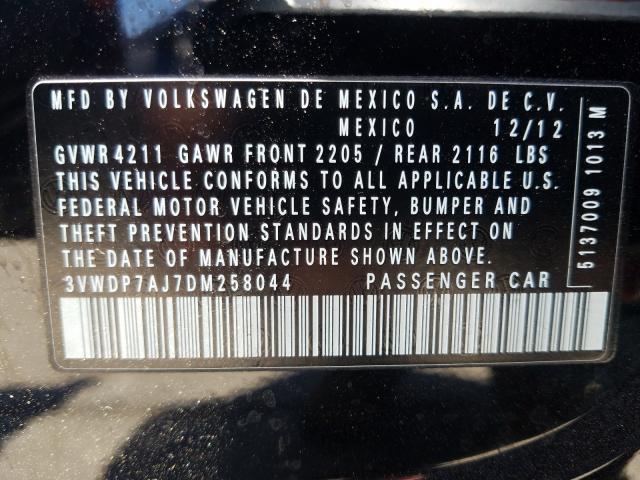 MFD BY VOLKSWAGEN DE MEXICO S.A. DE C.V.
MEXICO 12/12
GVWR 4211 GAWR FRONT 2205 / REAR 2116 LBS
THIS VEHICLE CONFORMS TO ALL APPLICABLE U.S.
FEDERAL MOTOR VEHICLE SAFETY, BUMPER AND
THEFT PREVENTION STANDARDS IN EFFECT ON
THE DATE OF MANUFACTURE SHOWN ABOVE.
3VWDP7AJ7DM258044 PASSENGER CAR
5137009 1013 M